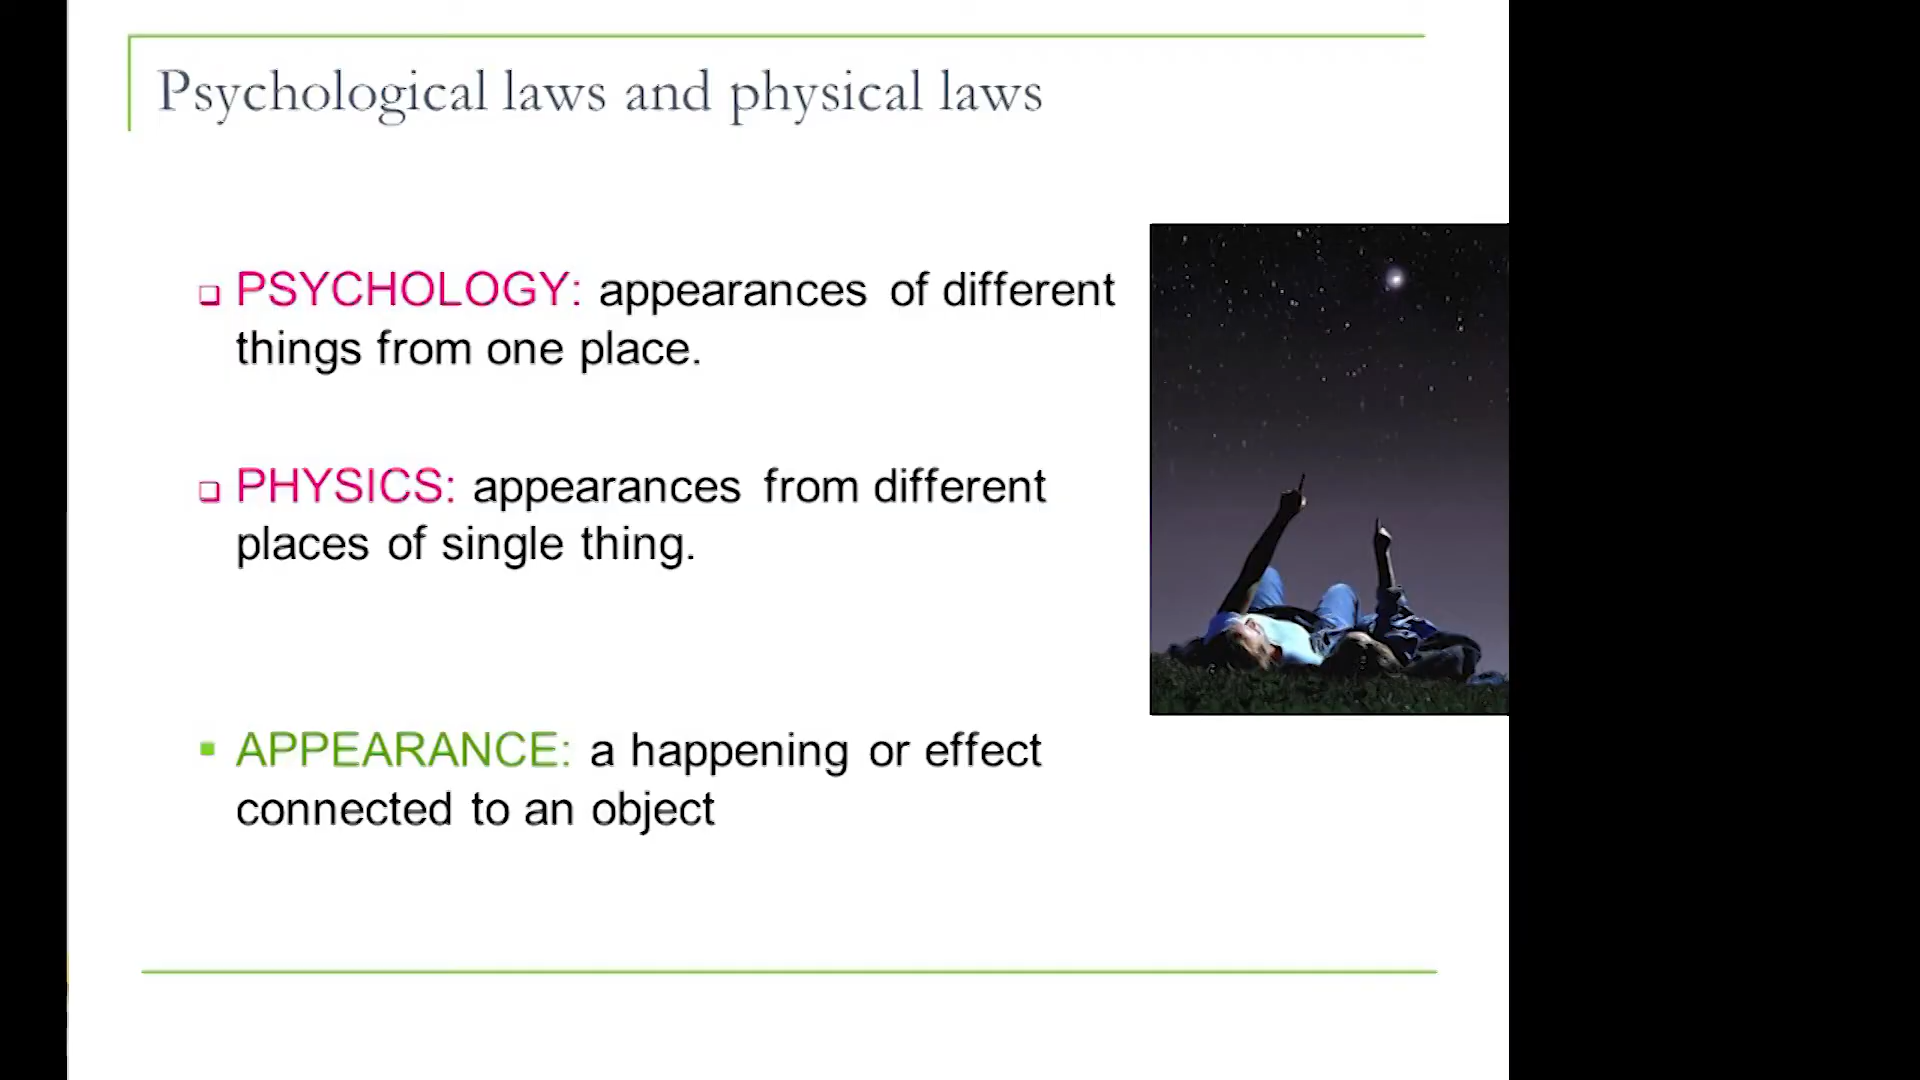 Psychological laws and physical laws
PSYCHOLOGY: appearances of different
things from one place.
PHYSICS: appearances from different
places of single thing.
APPEARANCE: a happening or effect
connected to an object